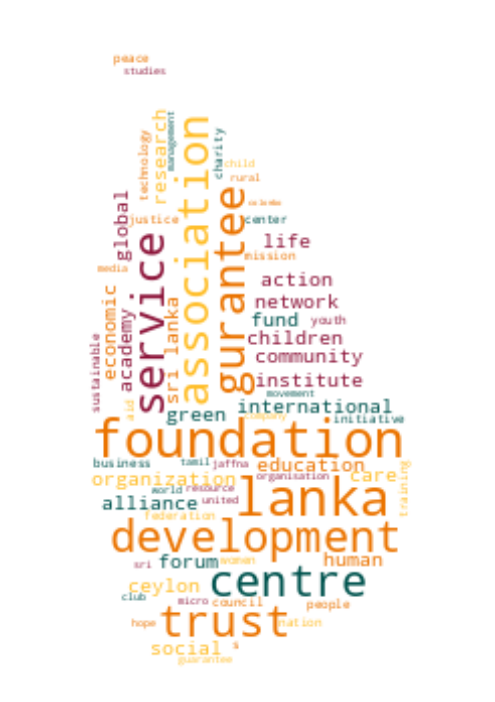 peace
studies
technology
research
management
association
charity
child
rural
colombo
global
justice
service
gurantee
center
life
mission
media
action
economic
academy
sri lanka
network
fund
youth
children
community
sustainable
institute
movement
aid
green
international
company
initiative
foundation
business
tamil
jaffna
education
organization
organisation
care
training
world
resource
lanka
alliance
united
federation
development
sri
forum
women
human
ceylon
centre
club
micro
council
people
hope
trust
nation
social
s
guarantee